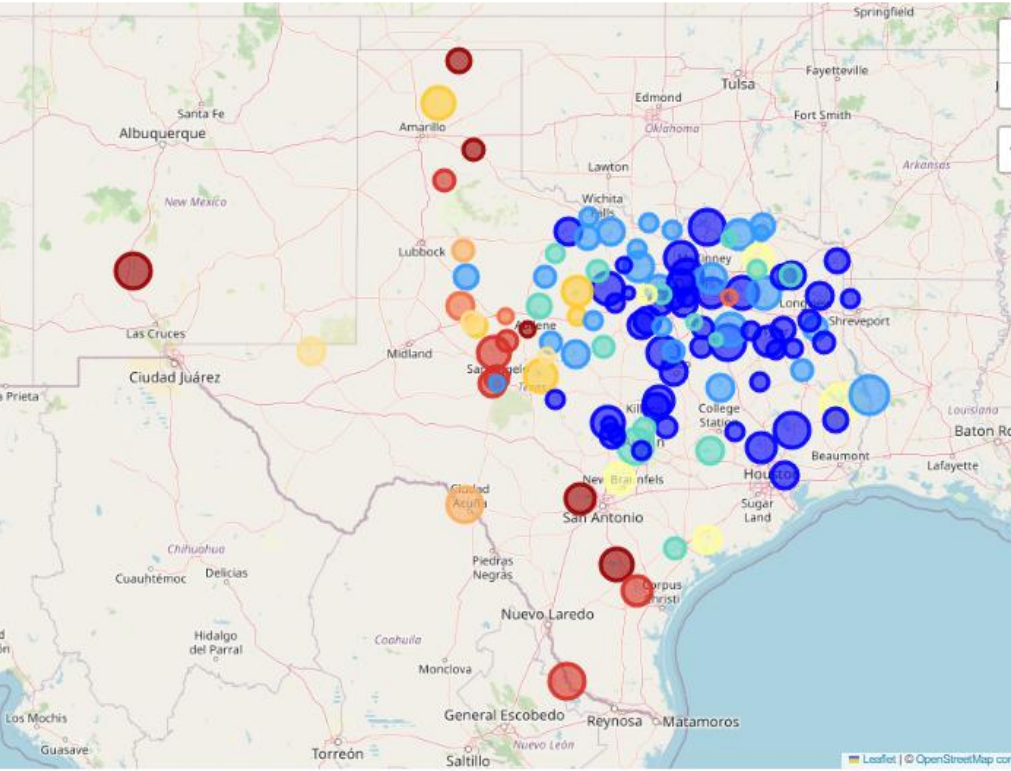 Springfield
Tulsa
Fayetteville
Edmond
Santa Fe
Fort Smith
Amarillo
Oklahoma
Albuquerque
Arkansas
Lawton
New Mexico
Wichita
Falls
Lubbock
Shreveport
Las Cruces
Midland
Ciudad Juárez
Texas
College
Station
Louisiana
Baton Ro
Beaumont
Lafayette
New Braunfels
Houston
Ciudad
Acuña
Sugar
Land
San Antonio
Chihuahua
Piedras
Negras
Cuauhtémoc
Delicias
Corpus
Christi
Nuevo Laredo
Hidalgo
del Parral
Coahuila
Monclova
Los Mochis
General Escobedo
Reynosa
Matamoros
Guasave
Torreón
Nuevo León
Saltillo
Leaflet | © OpenStreetMap con